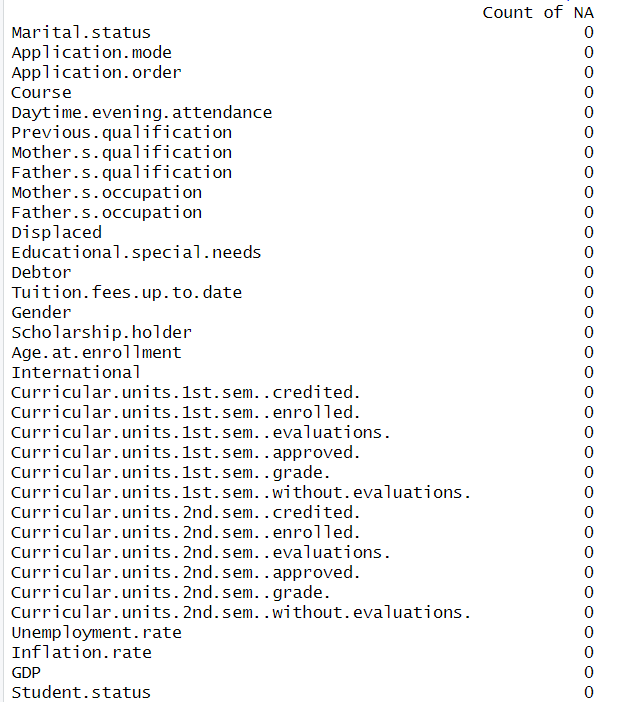 Count of NA
Marital.status 0
Application.mode 0
Application.order 0
Course 0
Daytime.evening.attendance 0
Previous.qualification 0
Mother.s.qualification 0
Father.s.qualification 0
Mother.s.occupation 0
Father.s.occupation 0
Displaced 0
Educational.special.needs 0
Debtor 0
Tuition.fees.up.to.date 0
Gender 0
Scholarship.holder 0
Age.at.enrollment 0
International 0
Curricular.units.1st.sem..credited. 0
Curricular.units.1st.sem..enrolled. 0
Curricular.units.1st.sem..evaluations. 0
Curricular.units.1st.sem..approved. 0
Curricular.units.1st.sem..grade. 0
Curricular.units.1st.sem..without.evaluations. 0
Curricular.units.2nd.sem..credited. 0
Curricular.units.2nd.sem..enrolled. 0
Curricular.units.2nd.sem..evaluations. 0
Curricular.units.2nd.sem..approved. 0
Curricular.units.2nd.sem..grade. 0
Curricular.units.2nd.sem..without.evaluations. 0
Unemployment.rate 0
Inflation.rate 0
GDP 0
Student.status 0